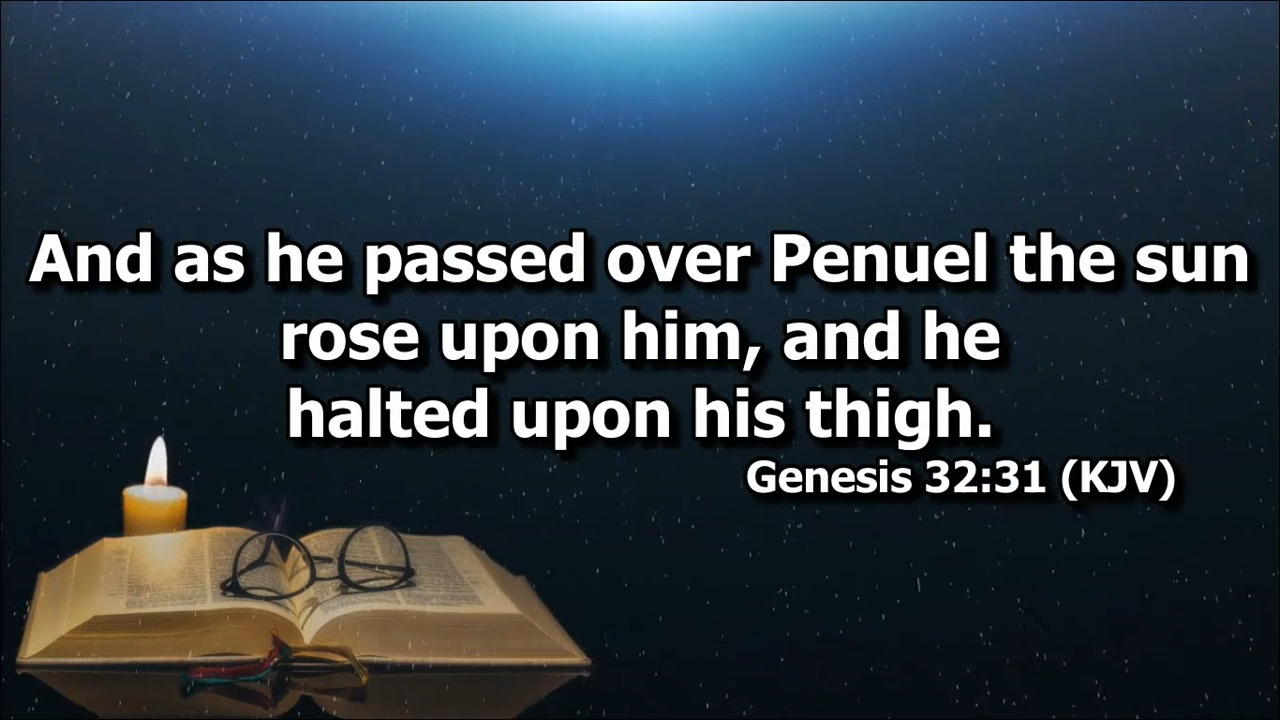 And as he passed over Penuel the sun
rose upon him, and he
halted upon his thigh.
Genesis 32:31 (KJV)